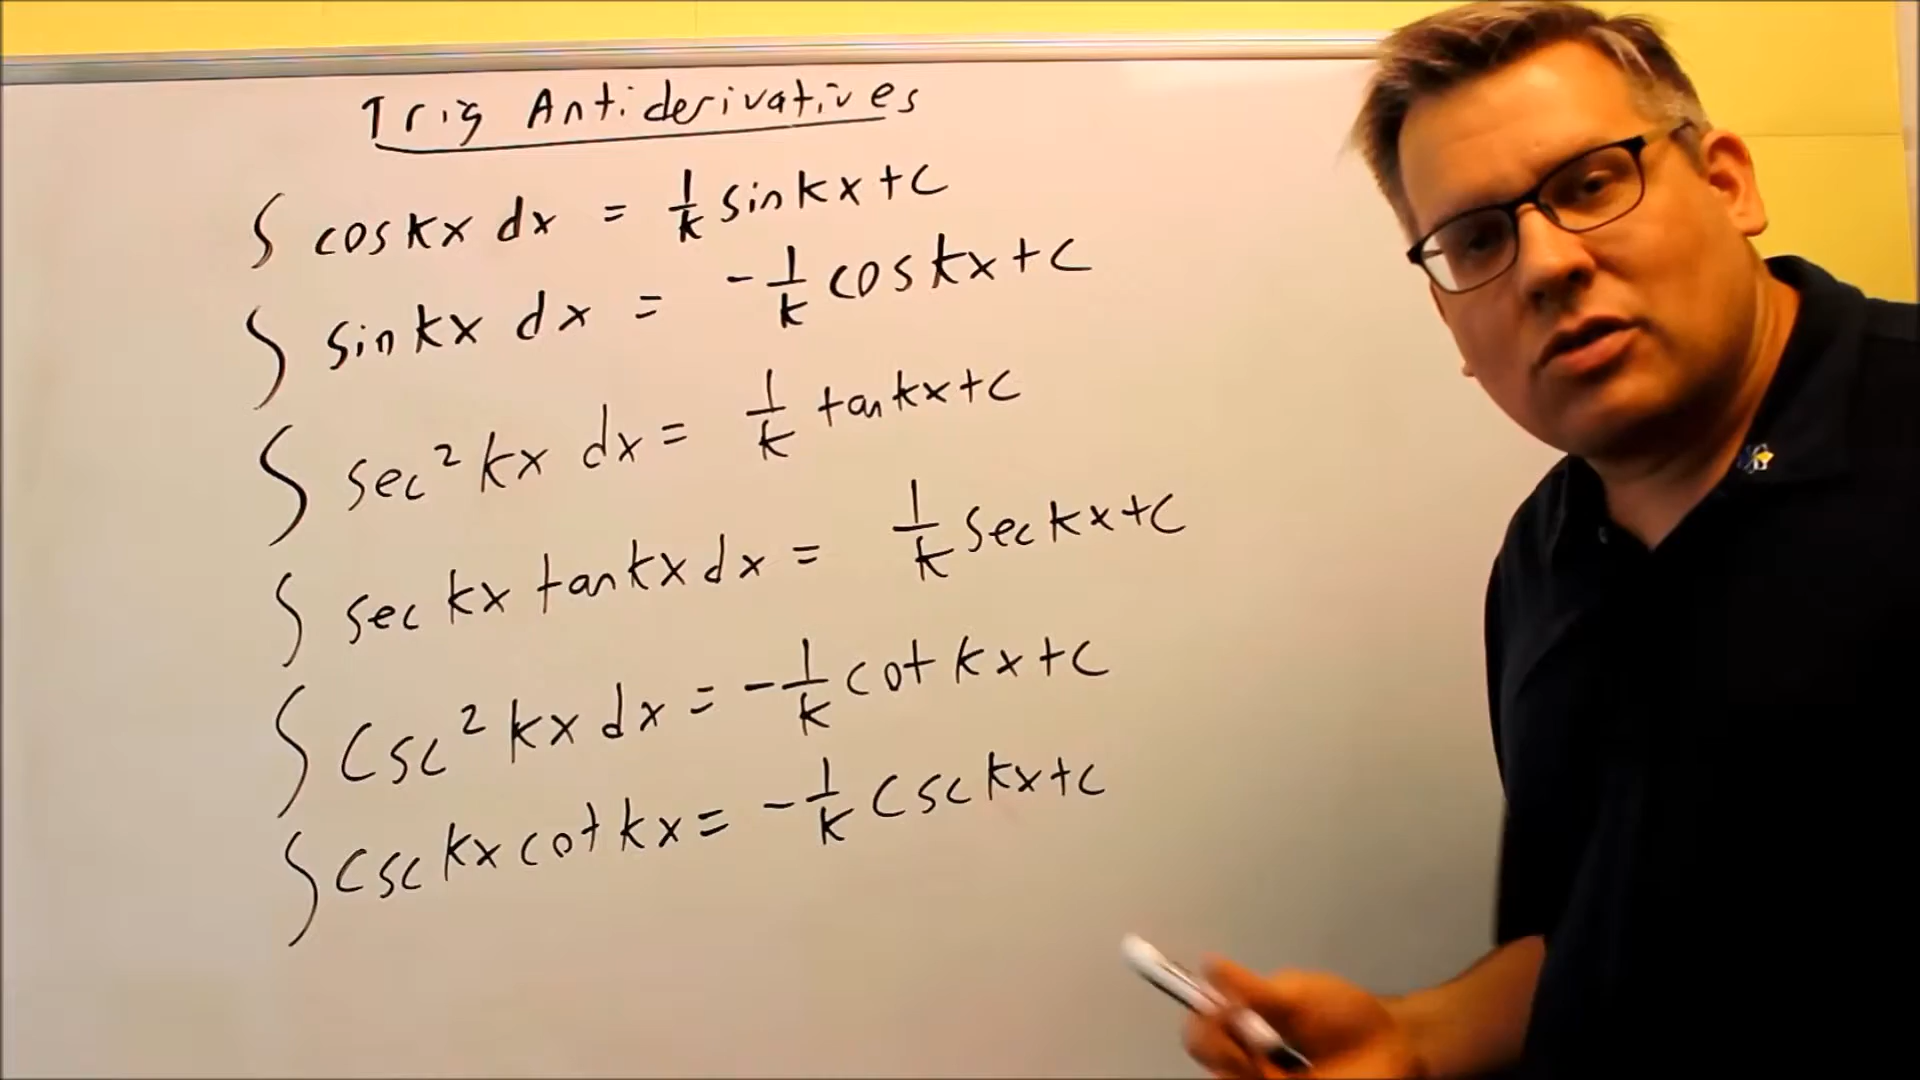 Trig Antiderivatives
∫ cos kx dx = 1/k sin kx + c
∫ sin kx dx = -1/k cos kx + c
∫ sec² kx dx = 1/k tan kx + c
∫ sec kx tan kx dx = 1/k sec kx + c
∫ csc² kx dx = -1/k cot kx + c
∫ csc kx cot kx = -1/k csc kx + c